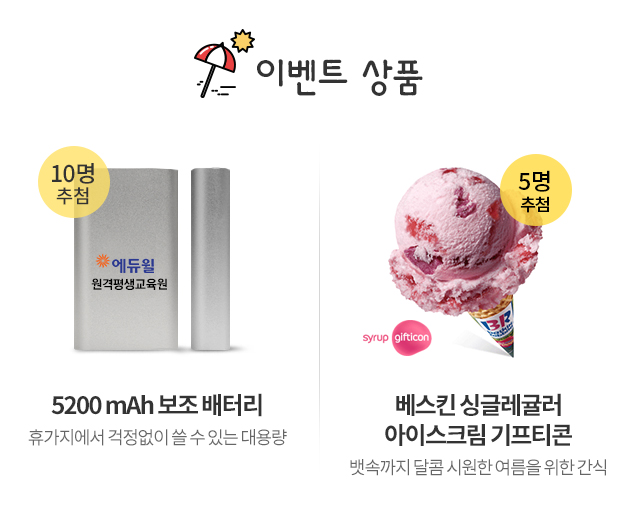 이벤트 상품
10명
추첨
에듀윌
원격평생교육원
5200 mAh 보조 배터리
휴가지에서 걱정없이 쓸 수 있는 대용량
5명
추첨
BR
syrup gifticon
베스킨 싱글레귤러
아이스크림 기프티콘
뱃속까지 달콤 시원한 여름을 위한 간식